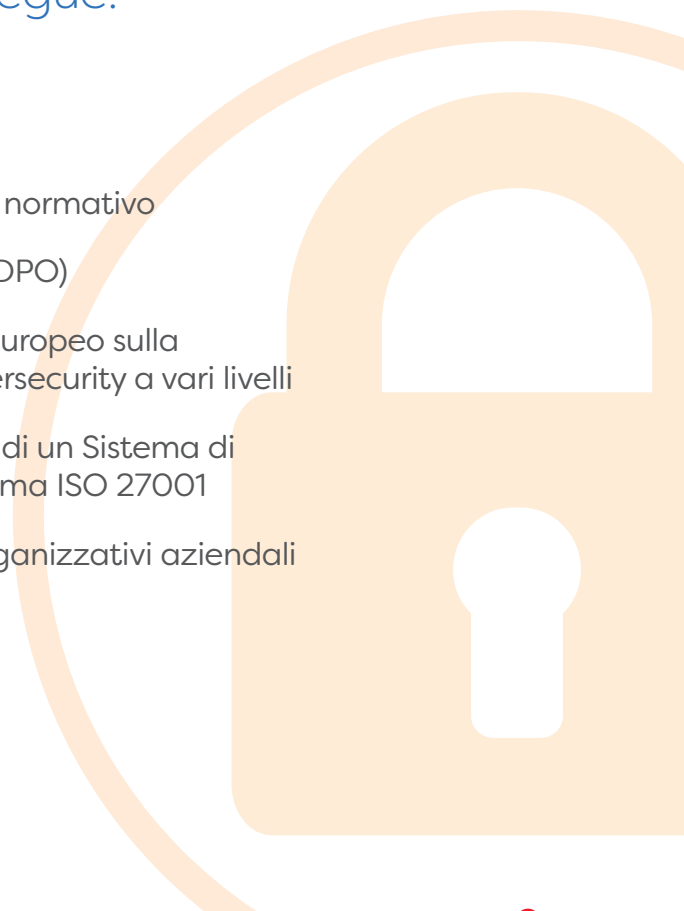 egue:
normativo
DPO)
uropeo sulla
ersecurity a vari livelli
di un Sistema di
ma ISO 27001
ganizzativi aziendali